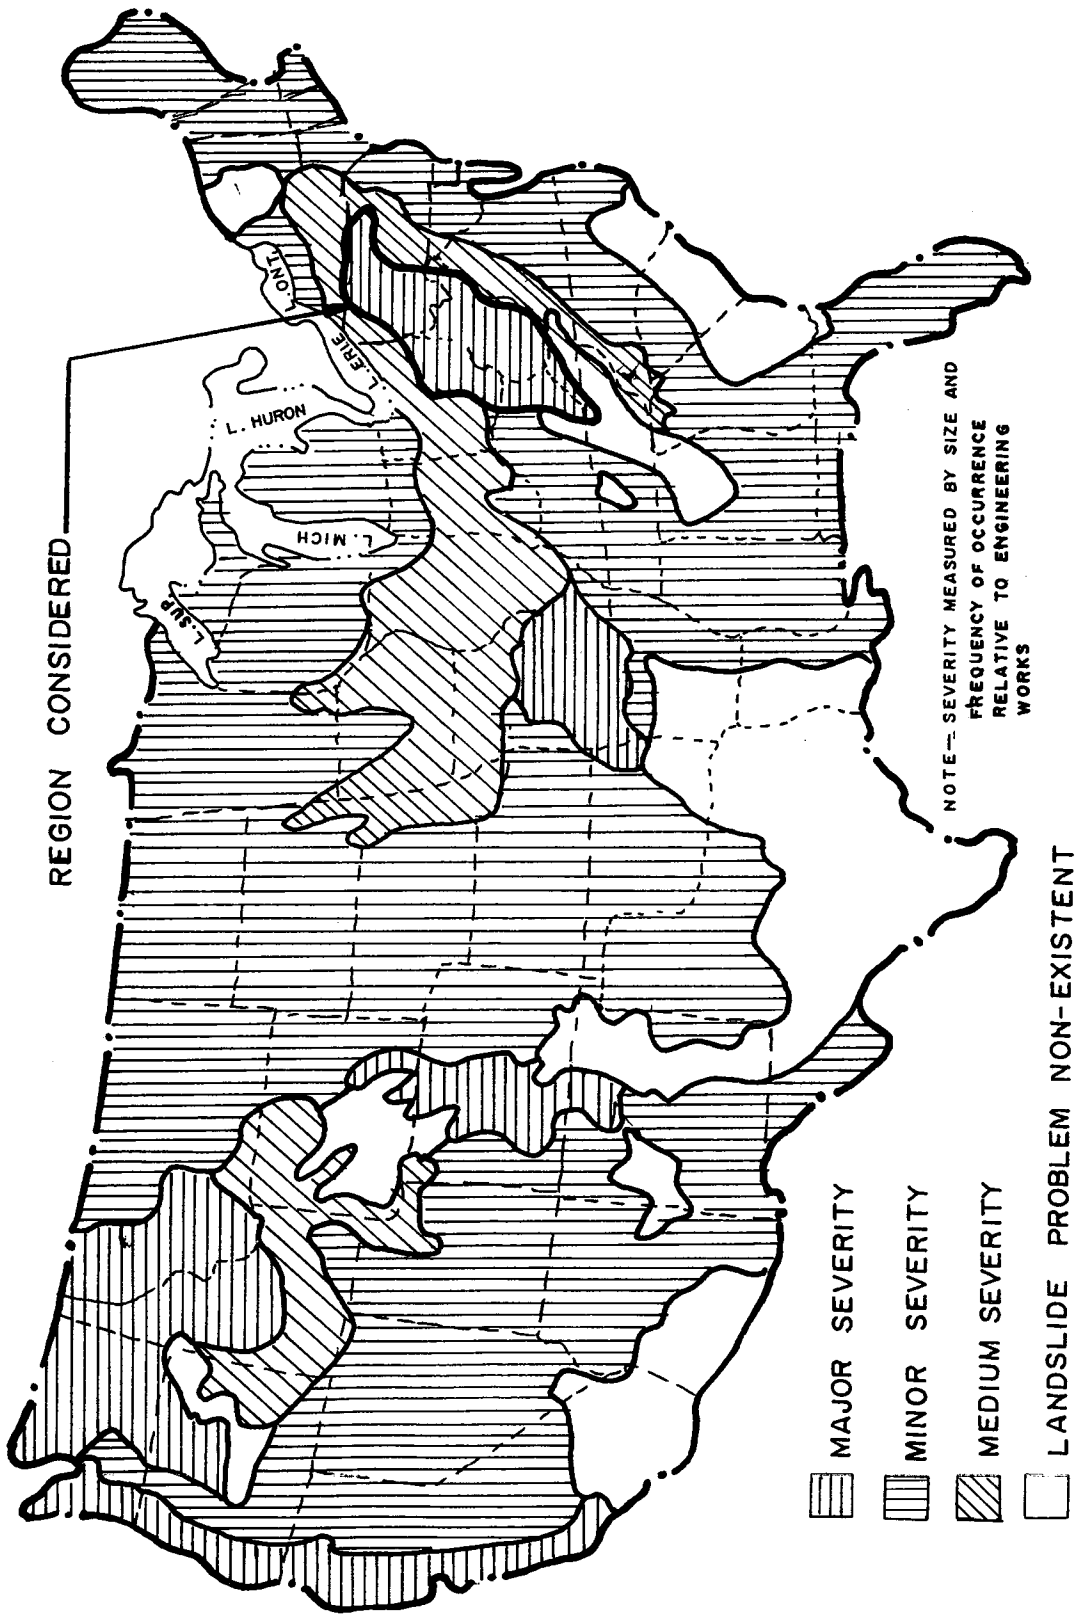 REGION CONSIDERED
L. SUP.
L. MICH
L. HURON
L. ERIE
L. ONT.
NOTE— SEVERITY MEASURED BY SIZE AND
FREQUENCY OF OCCURRENCE
RELATIVE TO ENGINEERING
WORKS
MAJOR SEVERITY
MINOR SEVERITY
MEDIUM SEVERITY
LANDSLIDE PROBLEM NON-EXISTENT